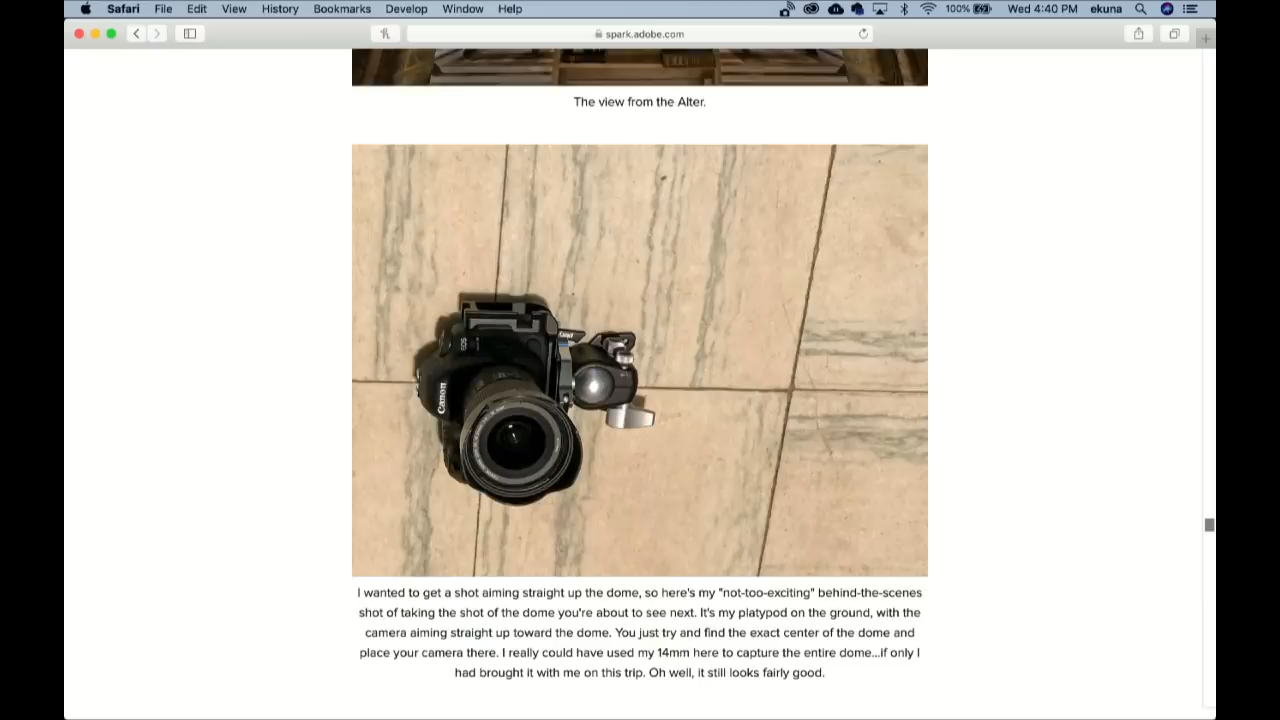 Safari File Edit View History Bookmarks Develop Window Help 100% Wed 4:40 PM ekuna
spark.adobe.com
The view from the Alter.
EOS
Canon
I wanted to get a shot aiming straight up the dome, so here's my "not-too-exciting" behind-the-scenes
shot of taking the shot of the dome you're about to see next. It's my platypod on the ground, with the
camera aiming straight up toward the dome. You just try and find the exact center of the dome and
place your camera there. I really could have used my 14mm here to capture the entire dome...if only I
had brought it with me on this trip. Oh well, it still looks fairly good.